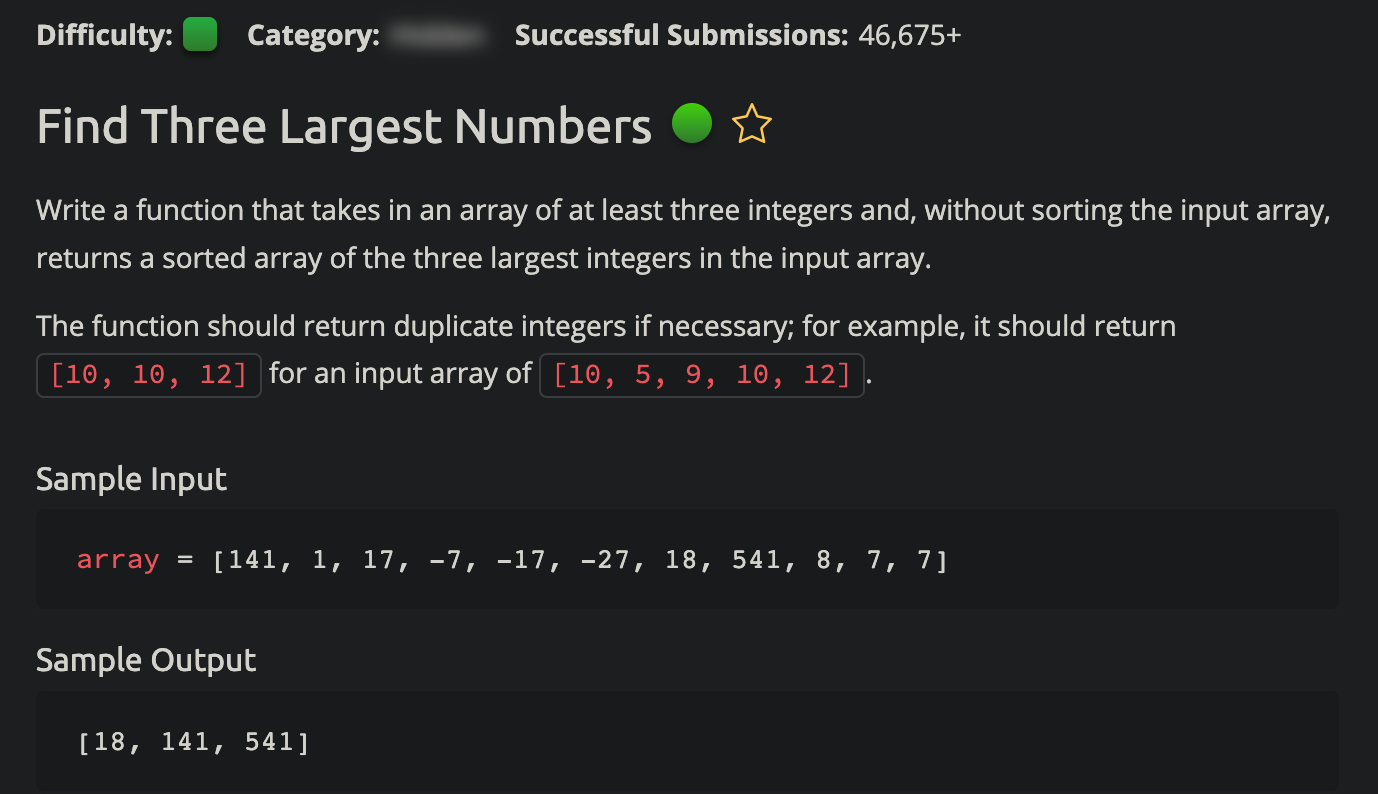 Difficulty: Category: Successful Submissions: 46,675+
Find Three Largest Numbers
Write a function that takes in an array of at least three integers and, without sorting the input array,
returns a sorted array of the three largest integers in the input array.
The function should return duplicate integers if necessary; for example, it should return
[10, 10, 12] for an input array of [10, 5, 9, 10, 12].
Sample Input
array = [141, 1, 17, -7, -17, -27, 18, 541, 8, 7, 7]
Sample Output
[18, 141, 541]